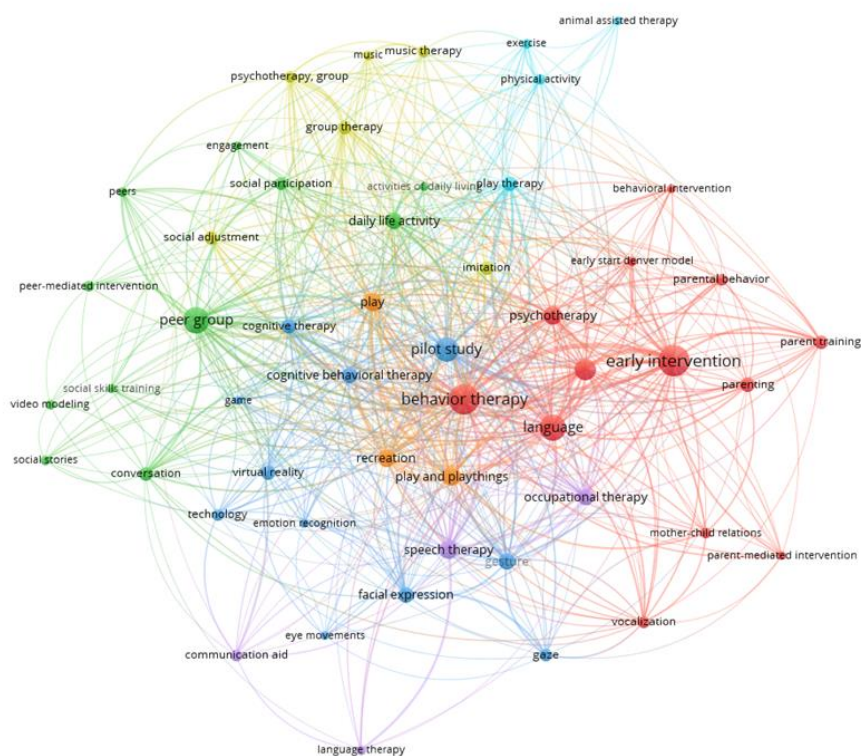 animal assisted therapy
exercise
music
music therapy
psychotherapy, group
physical activity
group therapy
engagement
social participation
activities of daily living
play therapy
peers
behavioral intervention
daily life activity
social adjustment
early start denver model
imitation
parental behavior
peer-mediated intervention
play
psychotherapy
peer group
cognitive therapy
parent training
pilot study
early intervention
cognitive behavioral therapy
social skills training
parenting
game
behavior therapy
video modeling
language
social stories
recreation
conversation
virtual reality
play and playthings
occupational therapy
technology
emotion recognition
mother-child relations
speech therapy
parent-mediated intervention
gesture
facial expression
vocalization
eye movements
communication aid
gaze
language therapy